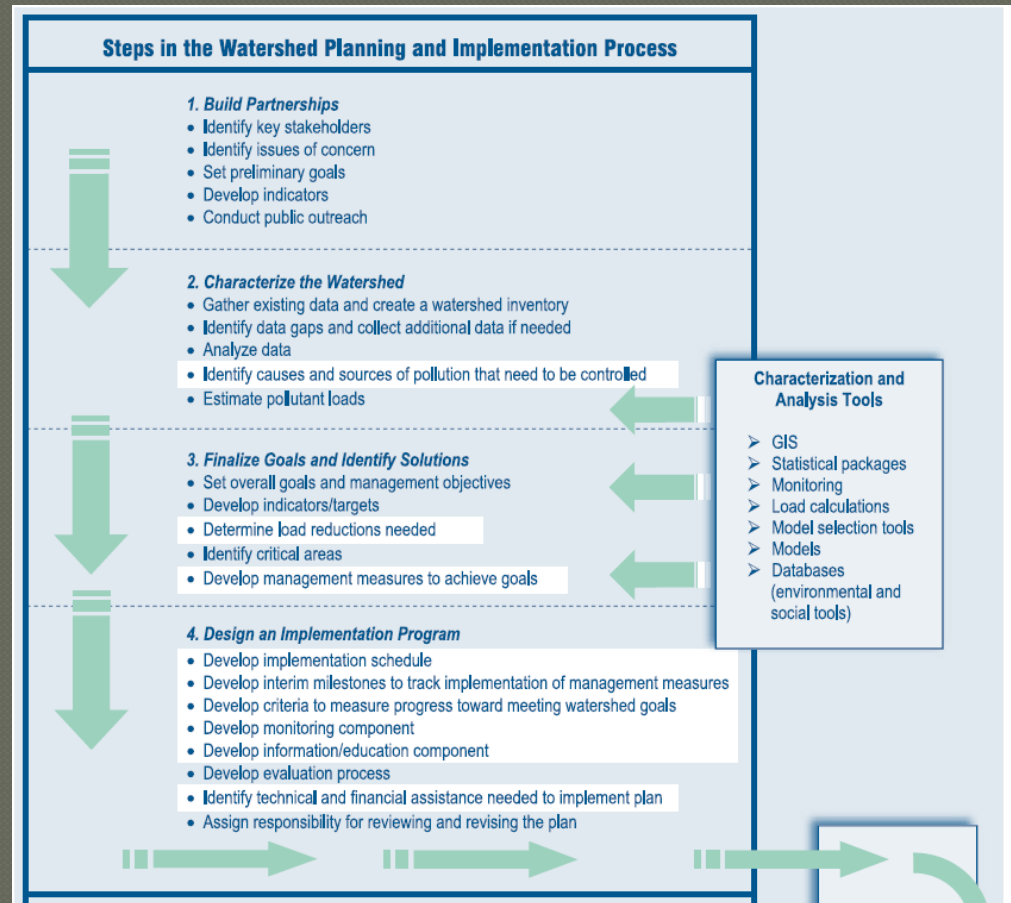 Steps in the Watershed Planning and Implementation Process
1. Build Partnerships
• Identify key stakeholders
• Identify issues of concern
• Set preliminary goals
• Develop indicators
• Conduct public outreach
2. Characterize the Watershed
• Gather existing data and create a watershed inventory
• Identify data gaps and collect additional data if needed
• Analyze data
• Identify causes and sources of pollution that need to be controlled
• Estimate pollutant loads
3. Finalize Goals and Identify Solutions
• Set overall goals and management objectives
• Develop indicators/targets
• Determine load reductions needed
• Identify critical areas
• Develop management measures to achieve goals
4. Design an Implementation Program
• Develop implementation schedule
• Develop interim milestones to track implementation of management measures
• Develop criteria to measure progress toward meeting watershed goals
• Develop monitoring component
• Develop information/education component
• Develop evaluation process
• Identify technical and financial assistance needed to implement plan
• Assign responsibility for reviewing and revising the plan
Characterization and
Analysis Tools
➢ GIS
➢ Statistical packages
➢ Monitoring
➢ Load calculations
➢ Model selection tools
➢ Models
➢ Databases
(environmental and
social tools)